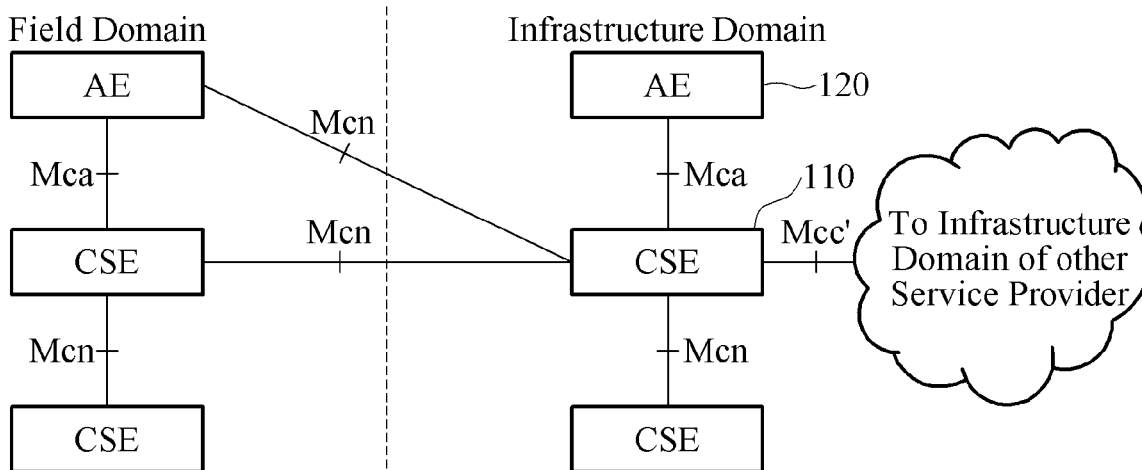 Field Domain
Infrastructure Domain
AE
AE
120
Mcn
Mca
Mca
110
Mcn
Mcc'
CSE
CSE
To Infrastructure
Domain of other
Service Provider
Mcn
Mcn
CSE
CSE